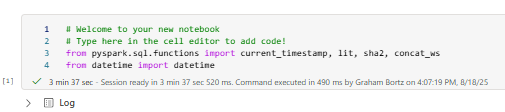 1 # Welcome to your new notebook
2 # Type here in the cell editor to add code!
3 from pyspark.sql.functions import current_timestamp, lit, sha2, concat_ws
4 from datetime import datetime
[1] 3 min 37 sec - Session ready in 3 min 37 sec 520 ms. Command executed in 490 ms by Graham Bortz on 4:07:19 PM, 8/18/25
Log